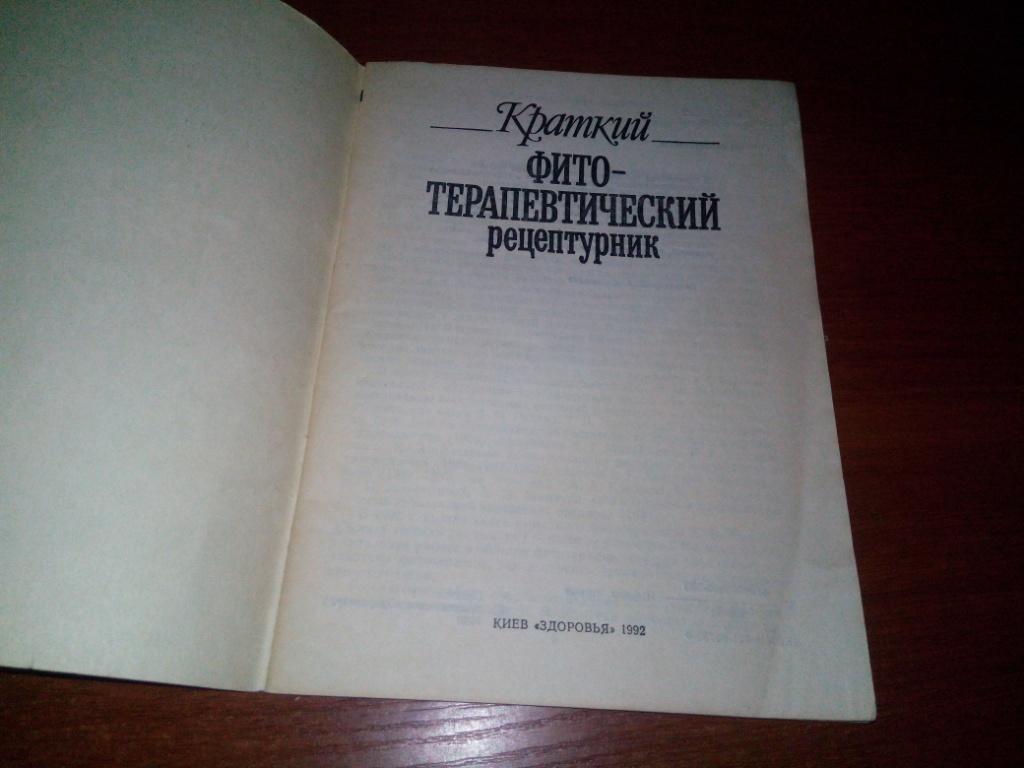 Краткий
ФИТО-
ТЕРАПЕВТИЧЕСКИЙ
рецептурник
КИЕВ «ЗДОРОВЬЯ» 1992